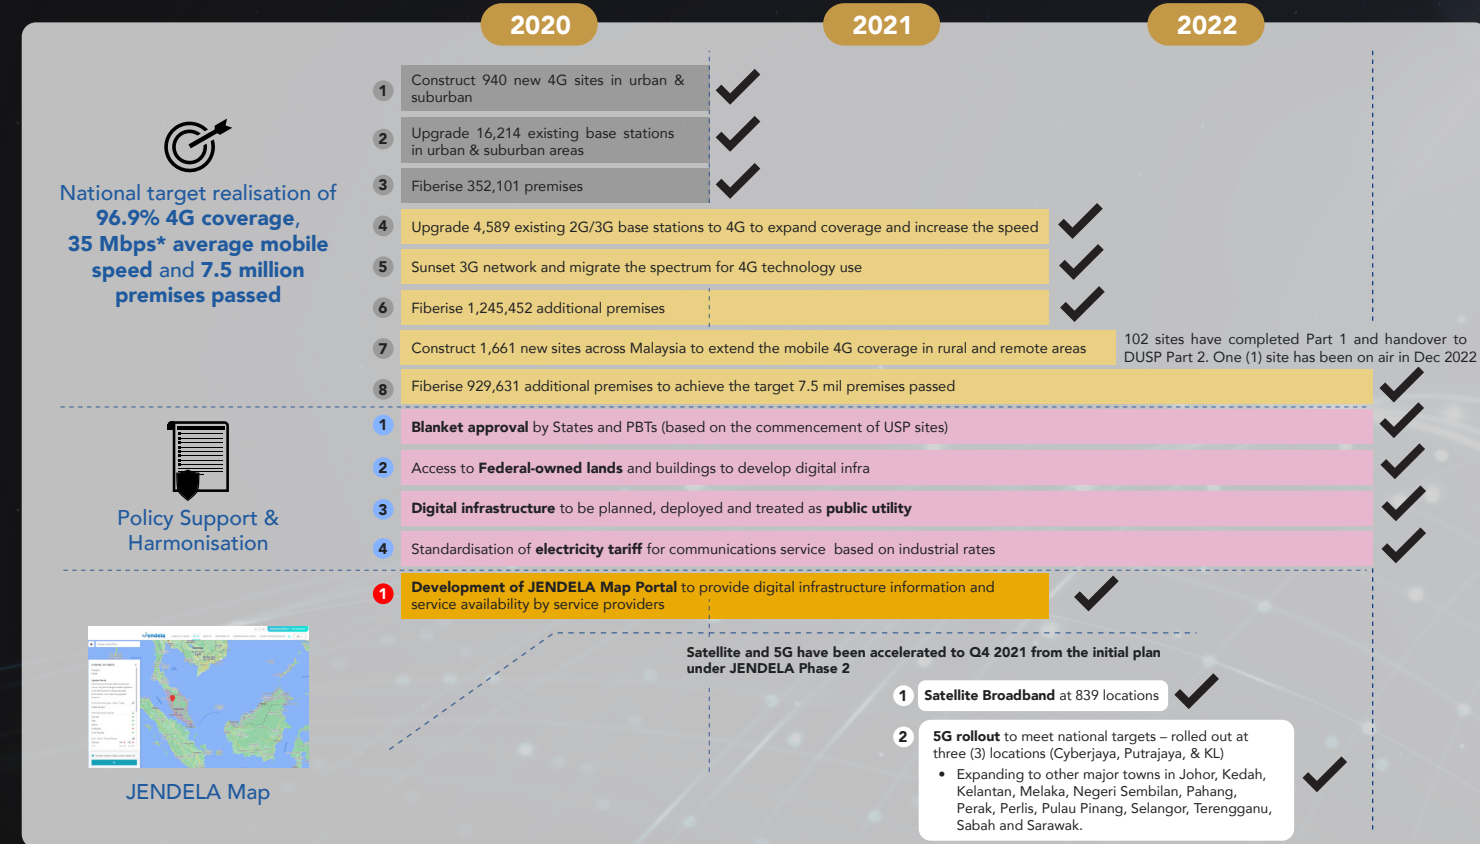 2020
2021
2022
National target realisation of
96.9% 4G coverage,
35 Mbps* average mobile
speed and 7.5 million
premises passed
1
Construct 940 new 4G sites in urban &
suburban
2
Upgrade 16,214 existing base stations
in urban & suburban areas
3
Fiberise 352,101 premises
4
Upgrade 4,589 existing 2G/3G base stations to 4G to expand coverage and increase the speed
5
Sunset 3G network and migrate the spectrum for 4G technology use
6
Fiberise 1,245,452 additional premises
7
Construct 1,661 new sites across Malaysia to extend the mobile 4G coverage in rural and remote areas
102 sites have completed Part 1 and handover to
DUSP Part 2. One (1) site has been on air in Dec 2022
8
Fiberise 929,631 additional premises to achieve the target 7.5 mil premises passed
Policy Support &
Harmonisation
1
Blanket approval by States and PBTs (based on the commencement of USP sites)
2
Access to Federal-owned lands and buildings to develop digital infra
3
Digital infrastructure to be planned, deployed and treated as public utility
4
Standardisation of electricity tariff for communications service based on industrial rates
1
Development of JENDELA Map Portal to provide digital infrastructure information and
service availability by service providers
Jendela
JENDELA Map
Satellite and 5G have been accelerated to Q4 2021 from the initial plan
under JENDELA Phase 2
1
Satellite Broadband at 839 locations
2
5G rollout to meet national targets – rolled out at
three (3) locations (Cyberjaya, Putrajaya, & KL)
• Expanding to other major towns in Johor, Kedah,
Kelantan, Melaka, Negeri Sembilan, Pahang,
Perak, Perlis, Pulau Pinang, Selangor, Terengganu,
Sabah and Sarawak.